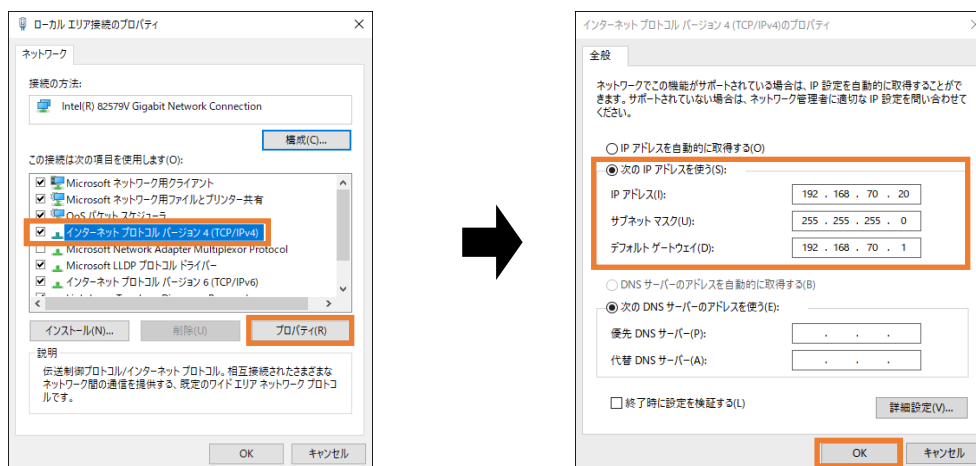 ローカル エリア接続のプロパティ
ネットワーク
接続の方法:
Intel(R) 82579V Gigabit Network Connection
構成(C)...
この接続は次の項目を使用します(O):
Microsoft ネットワーク用クライアント
Microsoft ネットワーク用ファイルとプリンター共有
QoS パケット スケジューラ
インターネット プロトコル バージョン 4 (TCP/IPv4)
Microsoft Network Adapter Multiplexor Protocol
Microsoft LLDP プロトコル ドライバー
インターネット プロトコル バージョン 6 (TCP/IPv6)
インストール(N)...
削除(U)
プロパティ(R)
説明
伝送制御プロトコル/インターネット プロトコル。相互接続されたさまざまな
ネットワーク間の通信を提供する、既定のワイド エリア ネットワーク プロトコ
ルです。
OK
キャンセル
インターネット プロトコル バージョン 4 (TCP/IPv4)のプロパティ
全般
ネットワークでこの機能がサポートされている場合は、IP 設定を自動的に取得することがで
きます。サポートされていない場合は、ネットワーク管理者に適切な IP 設定を問い合わせて
ください。
IP アドレスを自動的に取得する(O)
次の IP アドレスを使う(S):
IP アドレス(I): 192 . 168 . 70 . 20
サブネット マスク(U): 255 . 255 . 255 . 0
デフォルト ゲートウェイ(D): 192 . 168 . 70 . 1
DNS サーバーのアドレスを自動的に取得する(B)
次の DNS サーバーのアドレスを使う(E):
優先 DNS サーバー(P): . . .
代替 DNS サーバー(A): . . .
終了時に設定を検証する(L)
詳細設定(V)...
OK
キャンセル